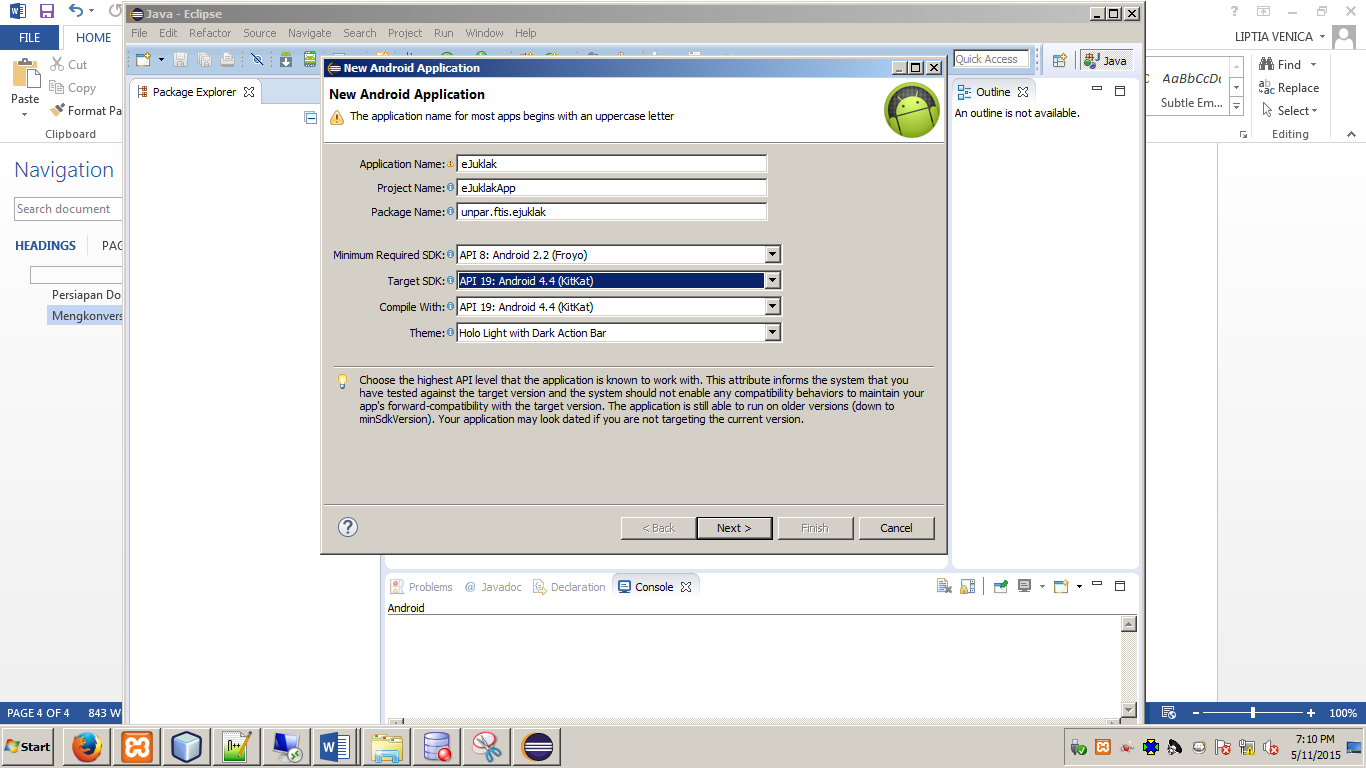 Java - Eclipse
FILE
HOME
LIPTIA VENICA
File Edit Refactor Source Navigate Search Project Run Window Help
Cut
Copy
Format Pa
Paste
Clipboard
Quick Access
Java
Find
Replace
Select
Editing
AaBbCcD
Subtle Em...
Package Explorer
Outline
An outline is not available.
Navigation
Search document
HEADINGS
PAG
Persiapan Do
Mengkonvers
New Android Application
New Android Application
The application name for most apps begins with an uppercase letter
Application Name: eJuklak
Project Name: eJuklakApp
Package Name: unpar.ftis.ejuklak
Minimum Required SDK: API 8: Android 2.2 (Froyo)
Target SDK: API 19: Android 4.4 (KitKat)
Compile With: API 19: Android 4.4 (KitKat)
Theme: Holo Light with Dark Action Bar
Choose the highest API level that the application is known to work with. This attribute informs the system that you
have tested against the target version and the system should not enable any compatibility behaviors to maintain your
app's forward-compatibility with the target version. The application is still able to run on older versions (down to
minSdkVersion). Your application may look dated if you are not targeting the current version.
? < Back Next > Finish Cancel
Problems @ Javadoc Declaration Console
Android
PAGE 4 OF 4 843 W
100%
Start
7:10 PM
5/11/2015